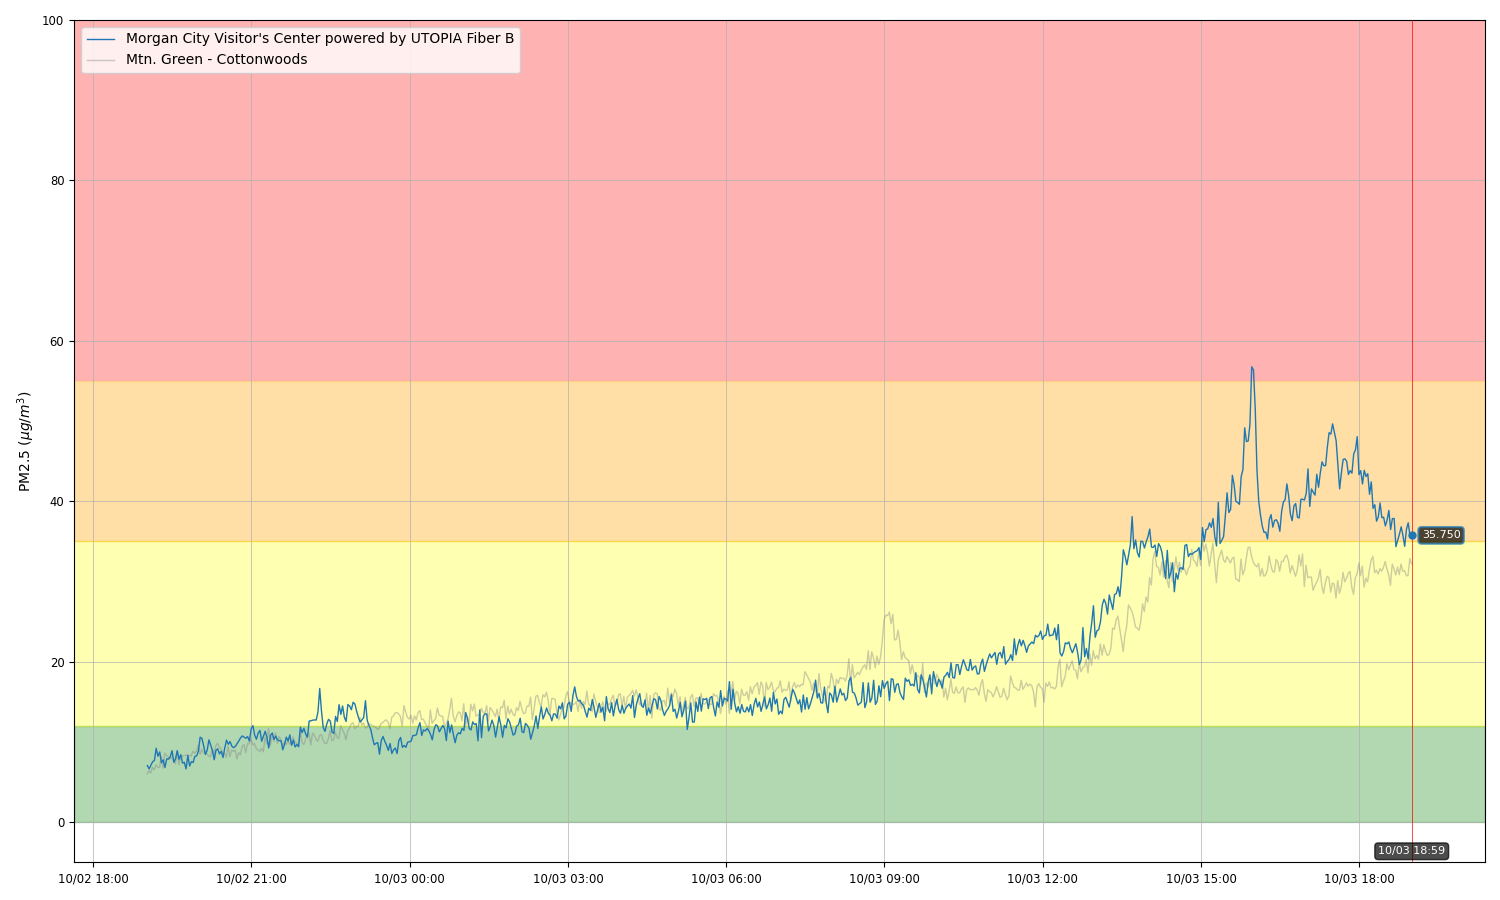 Morgan City Visitor's Center powered by UTOPIA Fiber B
Mtn. Green - Cottonwoods
100
80
60
40
20
0
PM2.5 (μg/m³)
35.750
10/03 18:59
10/02 18:00 10/02 21:00 10/03 00:00 10/03 03:00 10/03 06:00 10/03 09:00 10/03 12:00 10/03 15:00 10/03 18:00